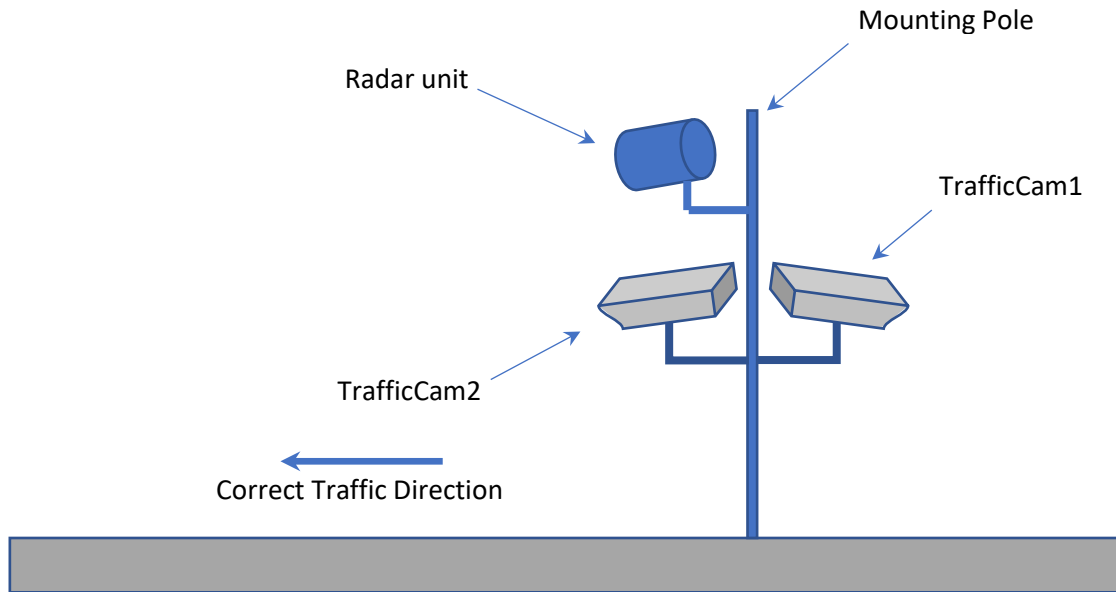 Mounting Pole
Radar unit
TrafficCam1
TrafficCam2
Correct Traffic Direction